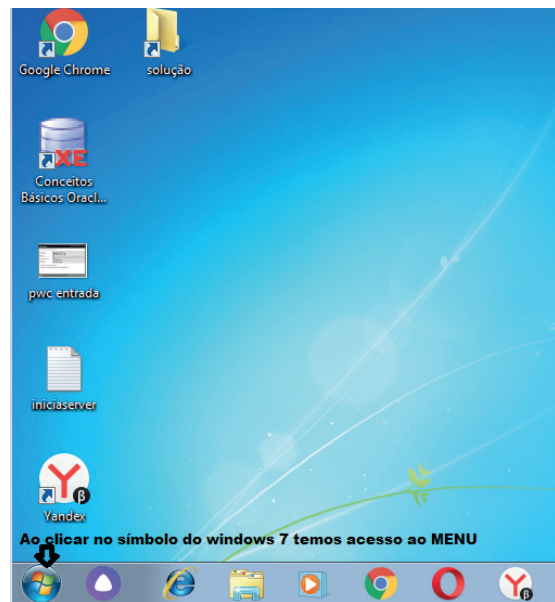 Google Chrome
solução
XE
Conceitos
Básicos Oracl...
pwc entrada
iniciaserver
Yandex
Ao clicar no símbolo do windows 7 temos acesso ao MENU